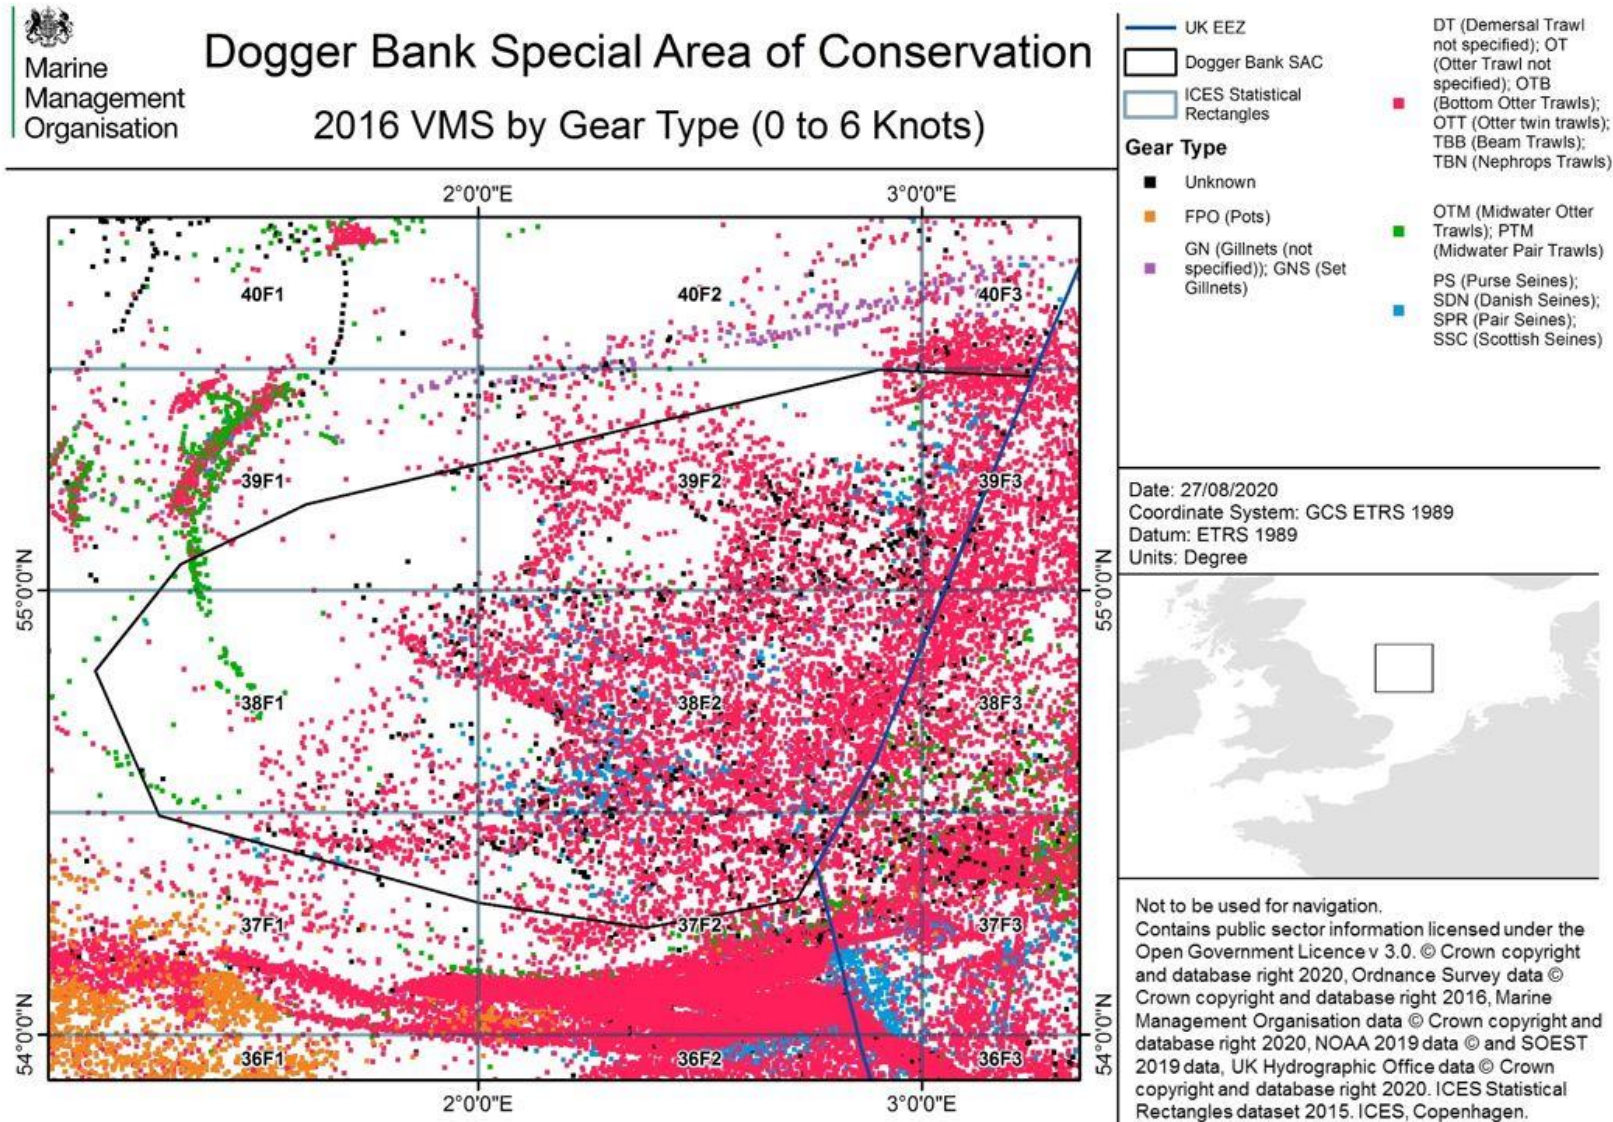 Marine
Management
Organisation
Dogger Bank Special Area of Conservation
2016 VMS by Gear Type (0 to 6 Knots)
2°0'0"E
3°0'0"E
40F1
40F2
40F3
39F1
39F2
39F3
55°0'0"N
55°0'0"N
38F1
38F2
38F3
37F1
37F2
37F3
54°0'0"N
54°0'0"N
36F1
36F2
36F3
2°0'0"E
3°0'0"E
UK EEZ
Dogger Bank SAC
ICES Statistical
Rectangles
Gear Type
Unknown
FPO (Pots)
GN (Gillnets (not
specified)); GNS (Set
Gillnets)
DT (Demersal Trawl
not specified); OT
(Otter Trawl not
specified); OTB
(Bottom Otter Trawls);
OTT (Otter twin trawls);
TBB (Beam Trawls);
TBN (Nephrops Trawls)
OTM (Midwater Otter
Trawls); PTM
(Midwater Pair Trawls)
PS (Purse Seines);
SDN (Danish Seines);
SPR (Pair Seines);
SSC (Scottish Seines)
Date: 27/08/2020
Coordinate System: GCS ETRS 1989
Datum: ETRS 1989
Units: Degree
Not to be used for navigation.
Contains public sector information licensed under the
Open Government Licence v 3.0. © Crown copyright
and database right 2020, Ordnance Survey data ©
Crown copyright and database right 2016, Marine
Management Organisation data © Crown copyright and
database right 2020, NOAA 2019 data © and SOEST
2019 data, UK Hydrographic Office data © Crown
copyright and database right 2020. ICES Statistical
Rectangles dataset 2015. ICES, Copenhagen.